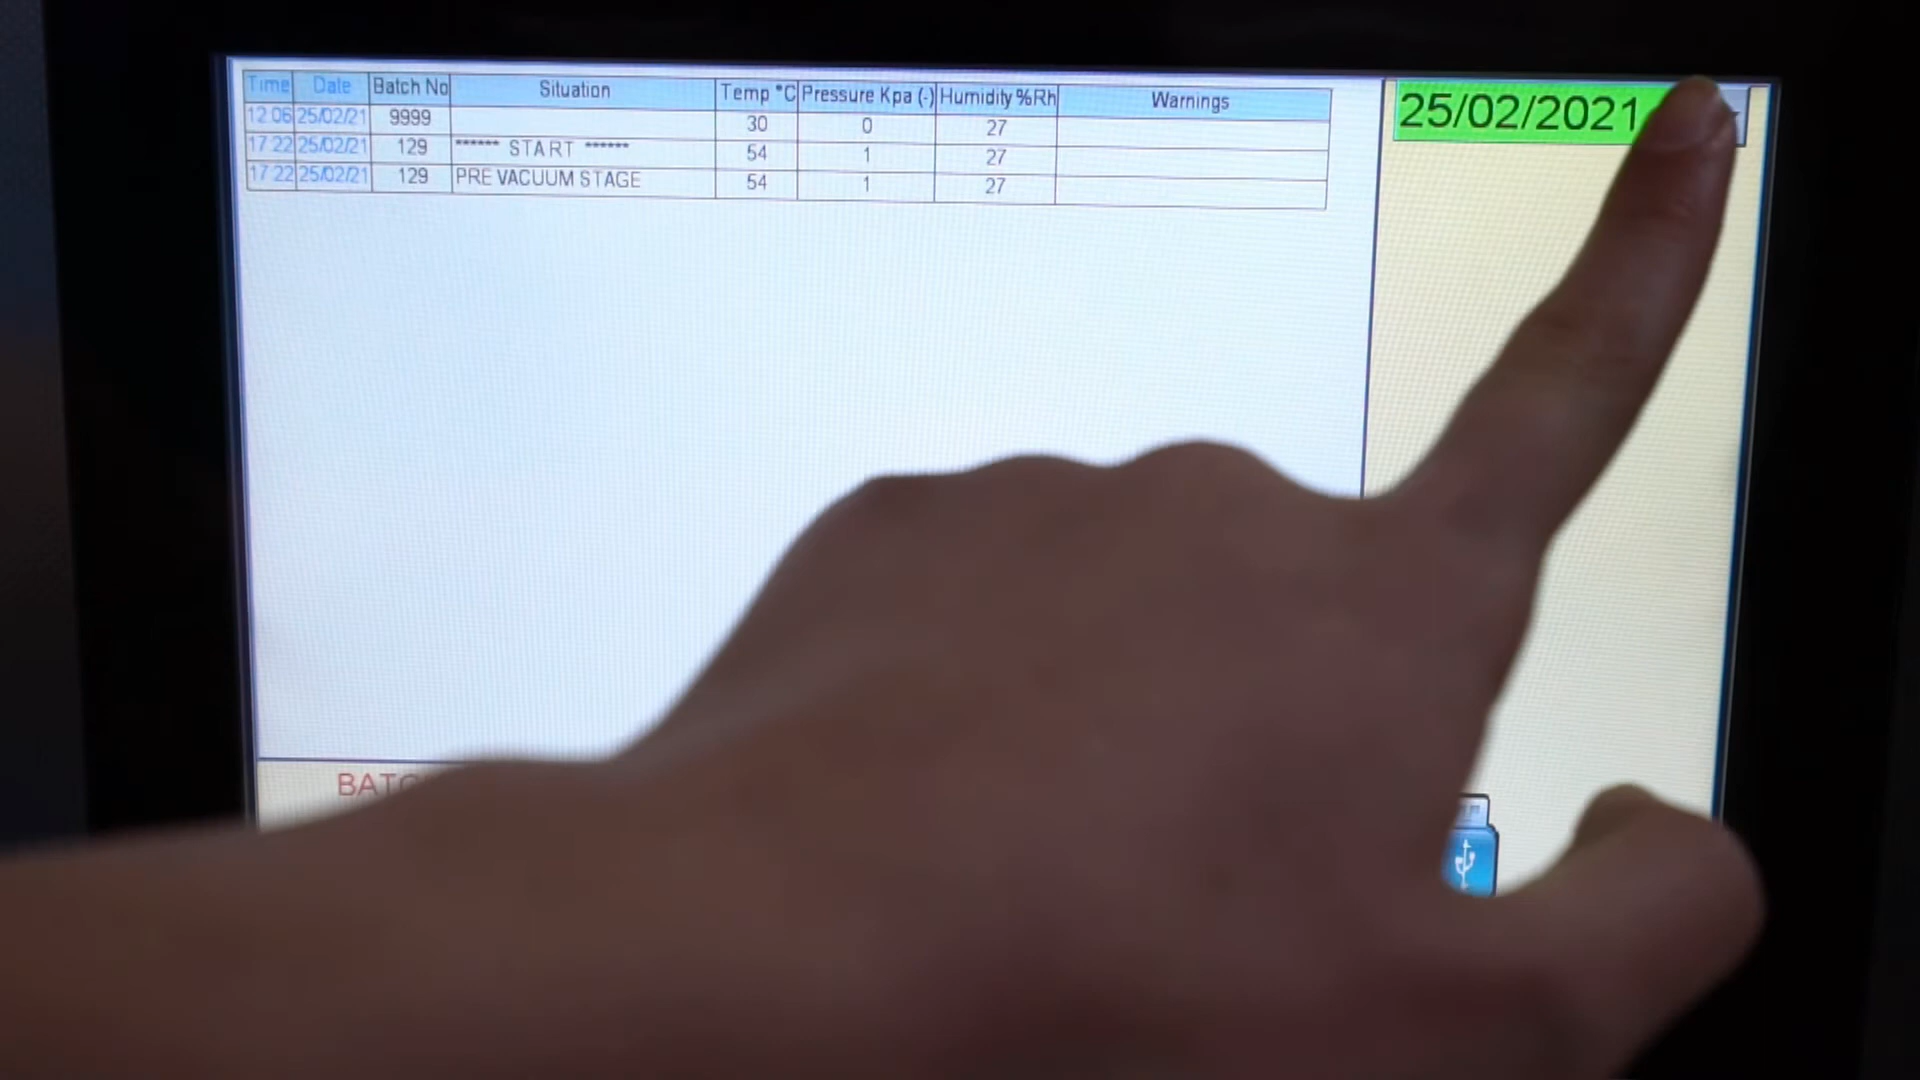 Time Date Batch No Situation Temp °C Pressure Kpa (-) Humidity %Rh Warnings
12:06 25/02/21 9999 30 0 27
17:22 25/02/21 129 ****** START ****** 54 1 27
17:22 25/02/21 129 PRE VACUUM STAGE 54 1 27
25/02/2021